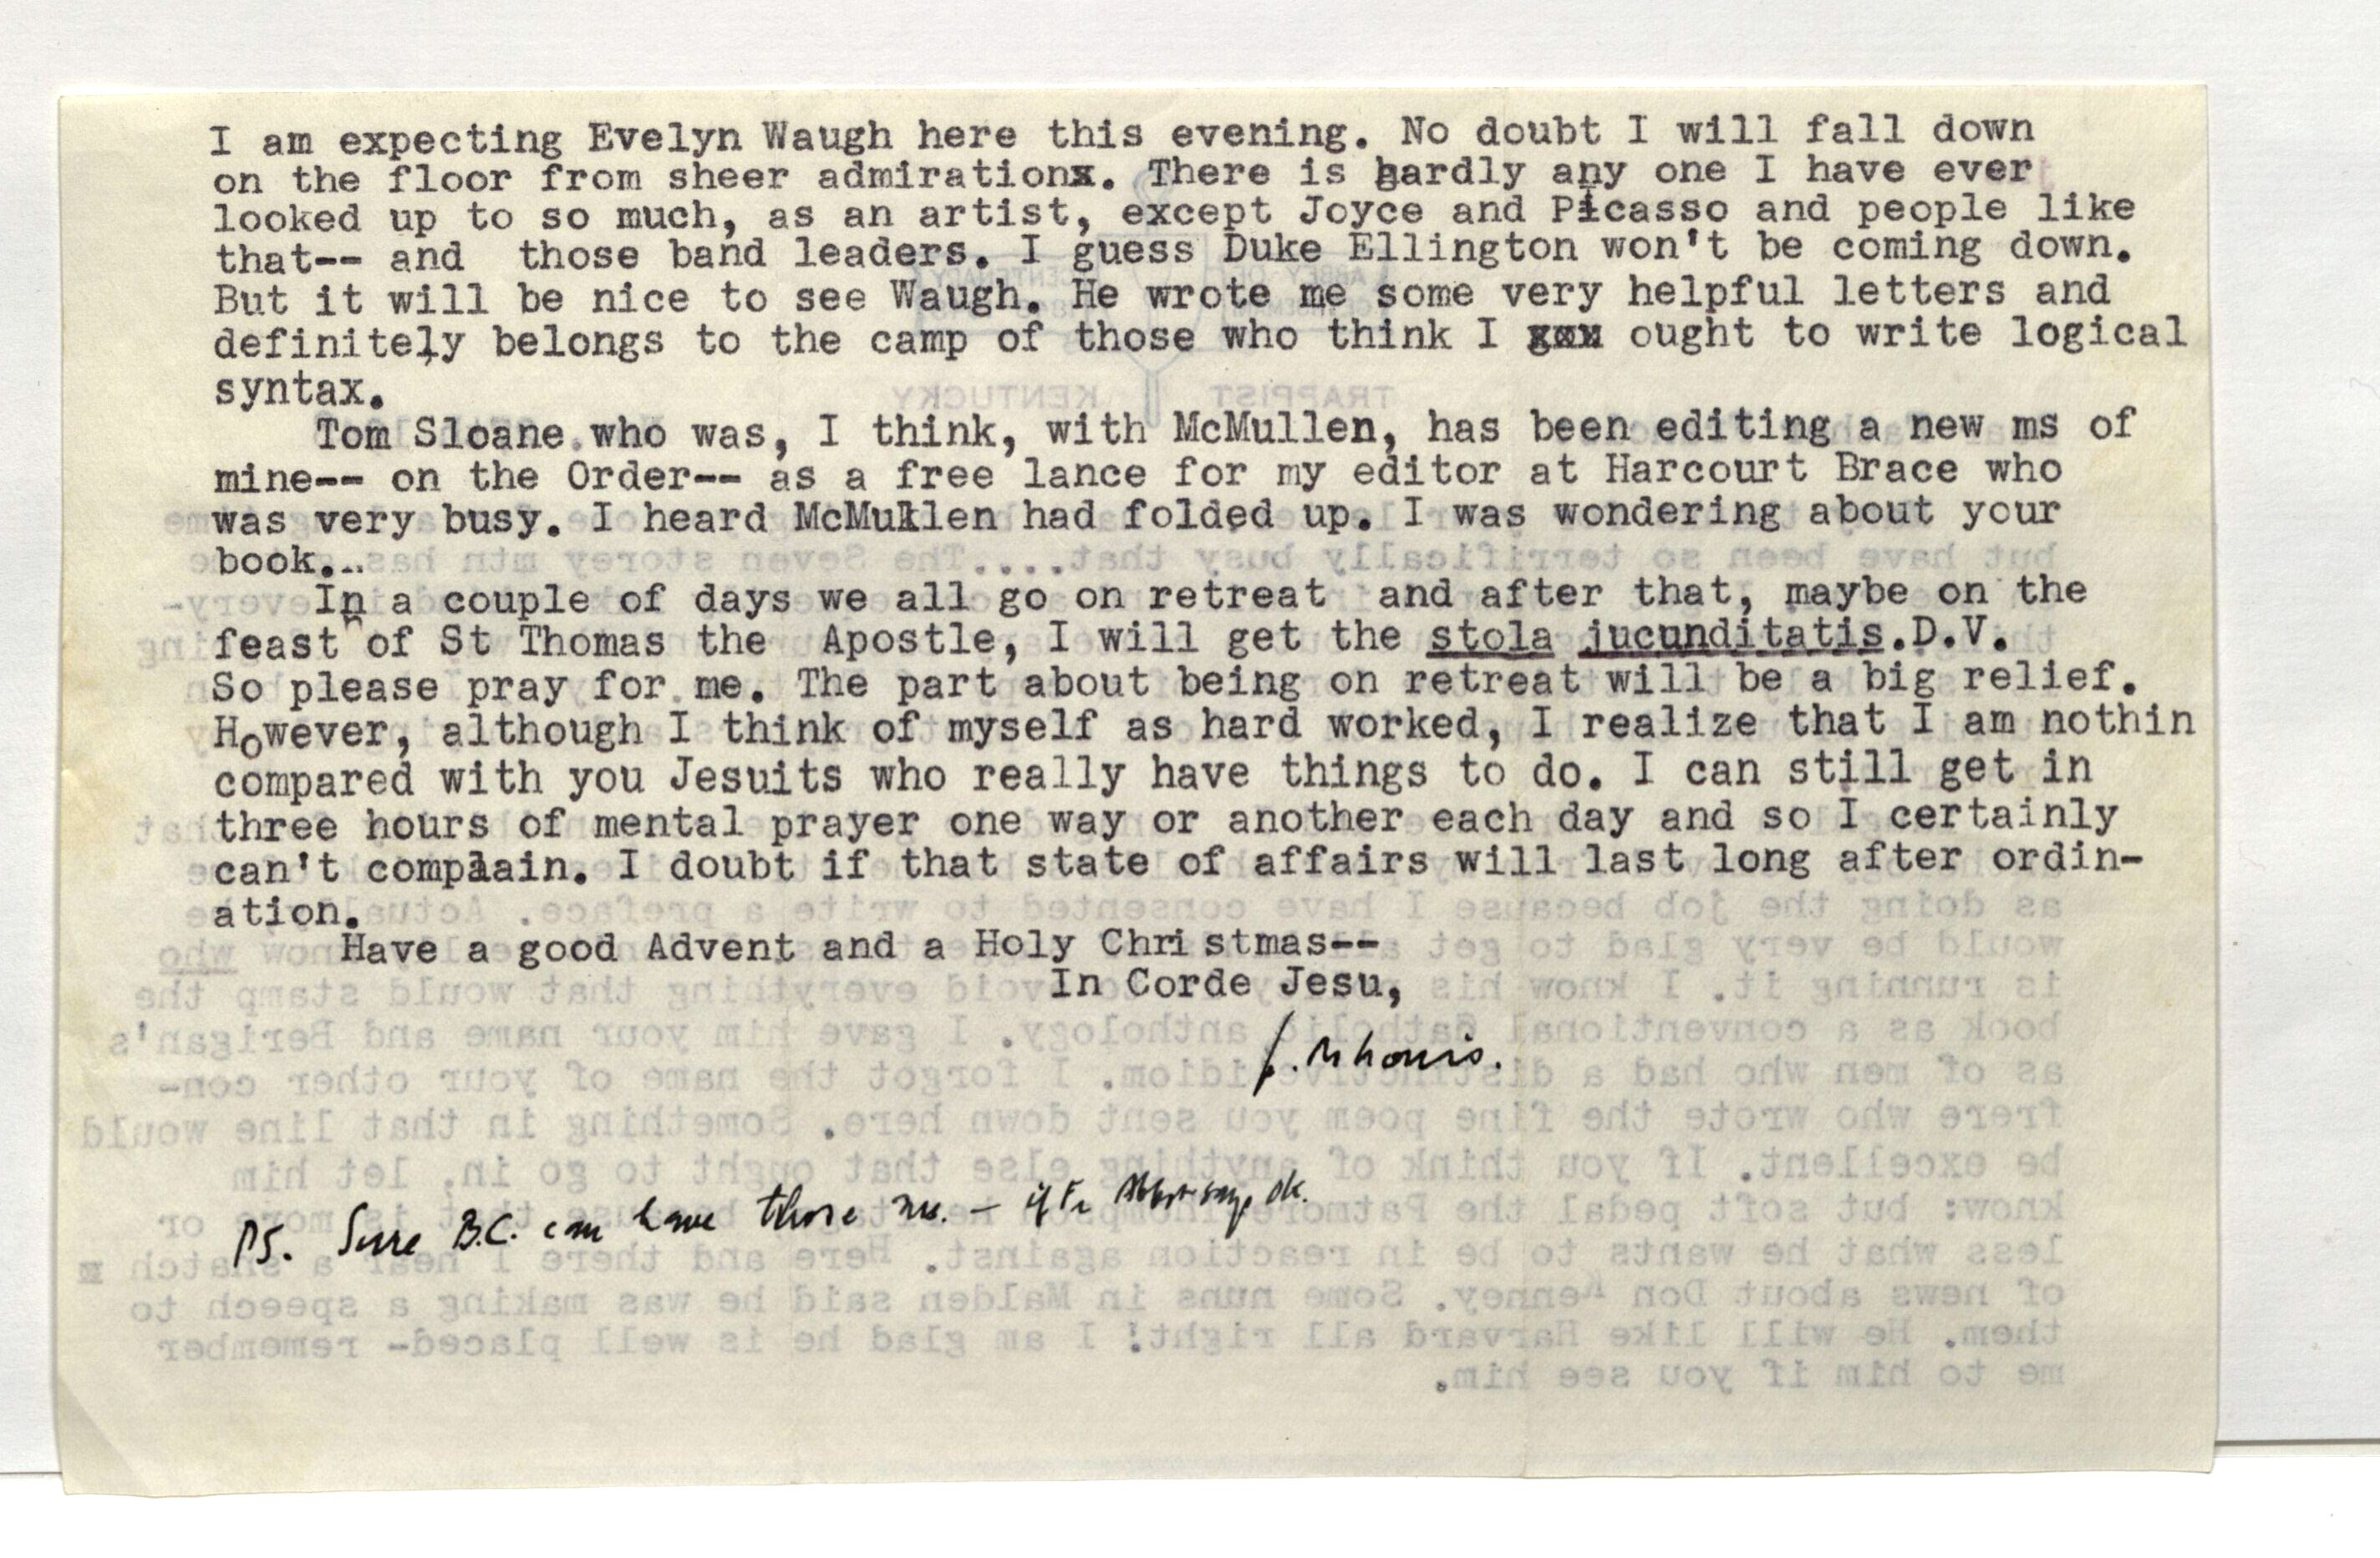 I am expecting Evelyn Waugh here this evening. No doubt I will fall down
on the floor from sheer admirationx. There is hardly any one I have ever
looked up to so much, as an artist, except Joyce and Picasso and people like
that-- and those band leaders. I guess Duke Ellington won't be coming down.
But it will be nice to see Waugh. He wrote me some very helpful letters and
definitely belongs to the camp of those who think I ought to write logical
syntax.
Tom Sloane who was, I think, with McMullen, has been editing a new ms of
mine-- on the Order-- as a free lance for my editor at Harcourt Brace who
was very busy. I heard McMullen had folded up. I was wondering about your
book...
In a couple of days we all go on retreat and after that, maybe on the
feast of St Thomas the Apostle, I will get the stola jucunditatis.D.V.
So please pray for me. The part about being on retreat will be a big relief.
However, although I think of myself as hard worked, I realize that I am nothin
compared with you Jesuits who really have things to do. I can still get in
three hours of mental prayer one way or another each day and so I certainly
can't complain. I doubt if that state of affairs will last long after ordin-
ation.
Have a good Advent and a Holy Christmas--
In Corde Jesu,
f. M Louis.
PS. Sure B.C. can have those ms. — if Fr Abbot says ok.